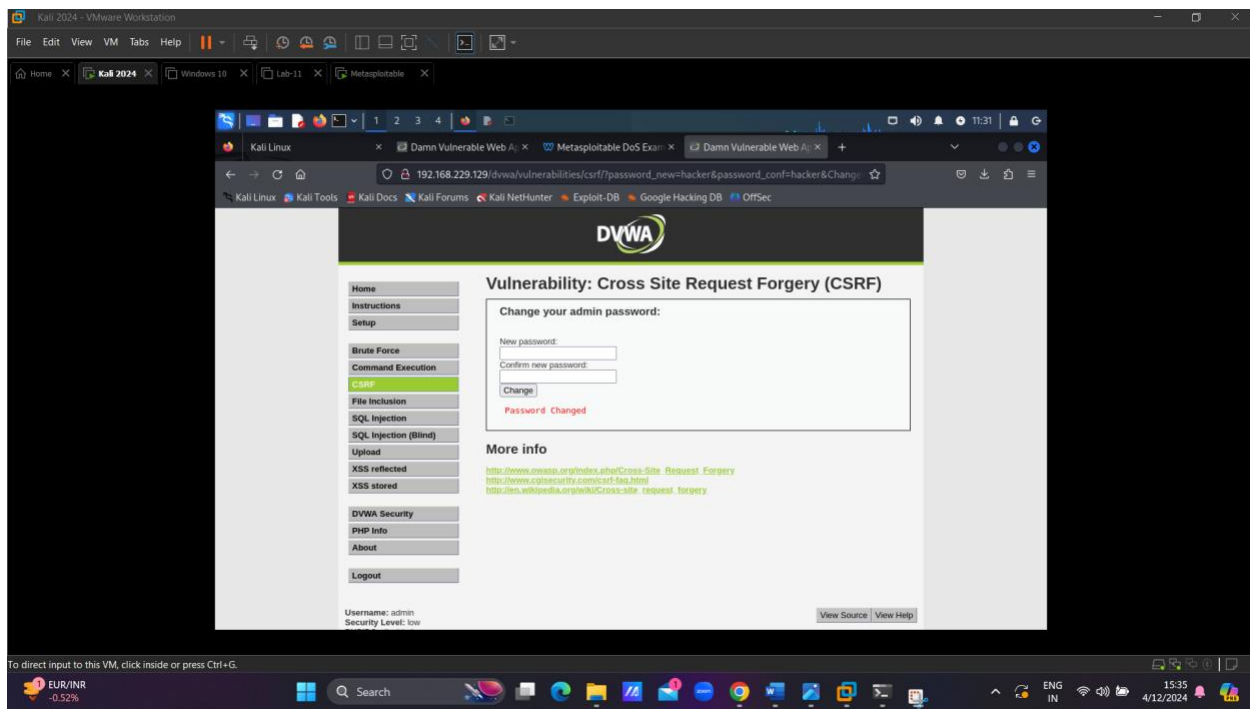 Kali 2024 - VMware Workstation
File Edit View VM Tabs Help
Home Kali 2024 Windows 10 Lab-11 Metasploitable
1 2 3 4 11:31
Kali Linux Damn Vulnerable Web Ap Metasploitable DoS Exam Damn Vulnerable Web Ap
192.168.229.129/dvwa/vulnerabilities/csrf/?password_new=hacker&password_conf=hacker&Change
Kali Linux Kali Tools Kali Docs Kali Forums Kali NetHunter Exploit-DB Google Hacking DB OffSec
DVWA
Home
Instructions
Setup
Brute Force
Command Execution
CSRF
File Inclusion
SQL Injection
SQL Injection (Blind)
Upload
XSS reflected
XSS stored
DVWA Security
PHP Info
About
Logout
Username: admin
Security Level: low
Vulnerability: Cross Site Request Forgery (CSRF)
Change your admin password:
New password:
Confirm new password:
Change
Password Changed
More info
http://www.owasp.org/index.php/Cross-Site_Request_Forgery
http://www.cgisecurity.com/csrf-faq.html
http://en.wikipedia.org/wiki/Cross-site_request_forgery
View Source View Help
To direct input to this VM, click inside or press Ctrl+G.
1 EUR/INR
-0.52%
Search
1
ENG
IN
15:35
4/12/2024